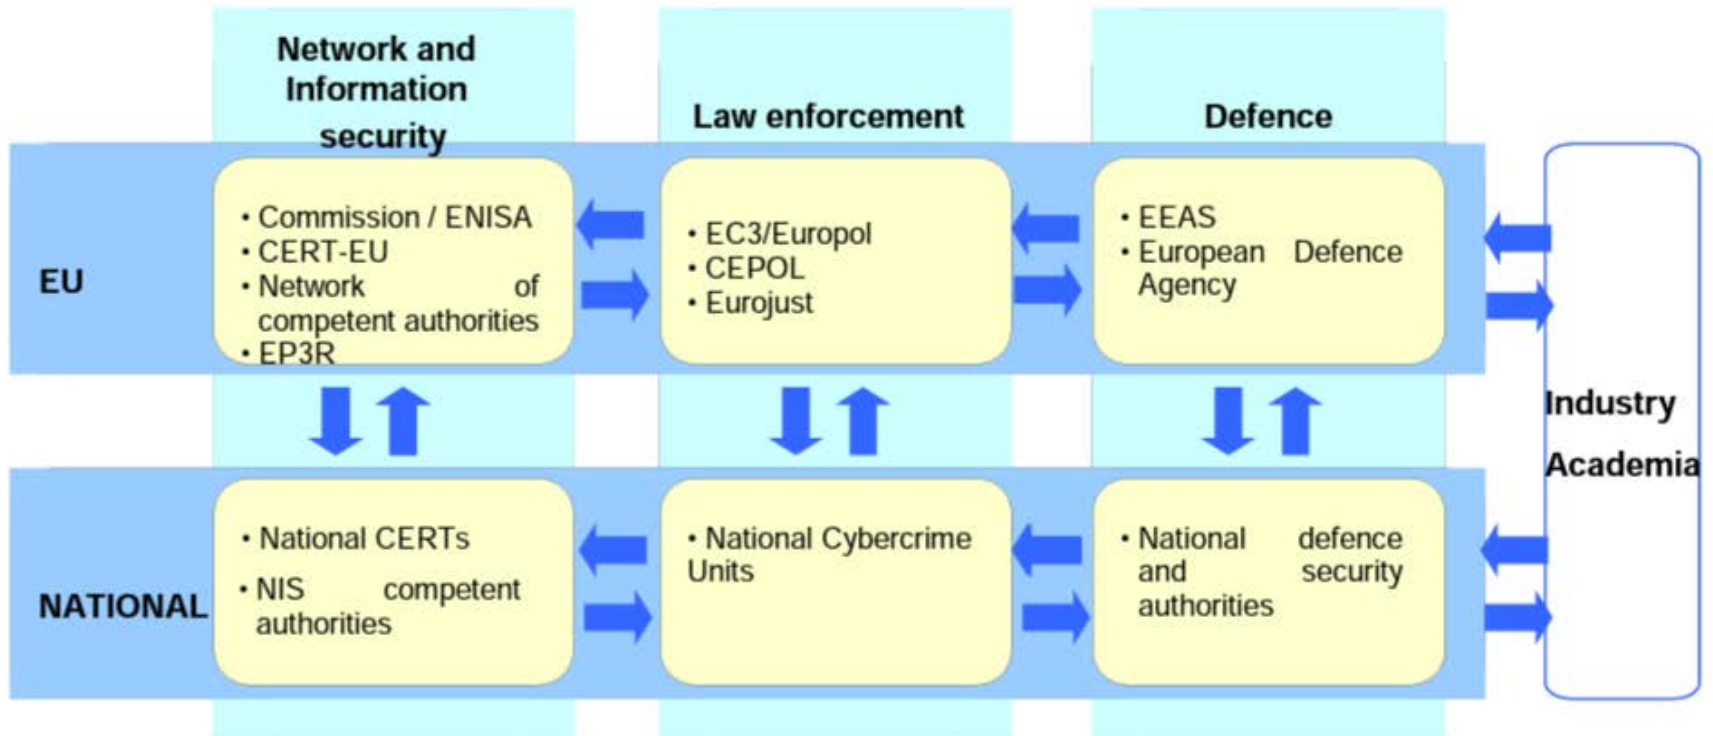 Network and
Information
security
Law enforcement
Defence
EU
• Commission / ENISA
• CERT-EU
• Network of
competent authorities
• EP3R
• EC3/Europol
• CEPOL
• Eurojust
• EEAS
• European Defence
Agency
Industry
Academia
NATIONAL
• National CERTs
• NIS competent
authorities
• National Cybercrime
Units
• National defence
and security
authorities